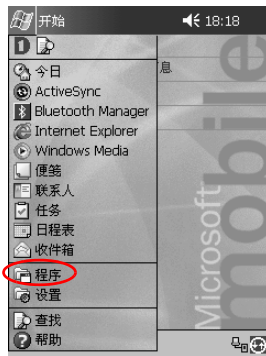 开始 18:18
今日
息
ActiveSync
Bluetooth Manager
Internet Explorer
Windows Media
便笺
联系人
任务
日程表
收件箱
程序
设置
查找
帮助
Microsoft
mobile